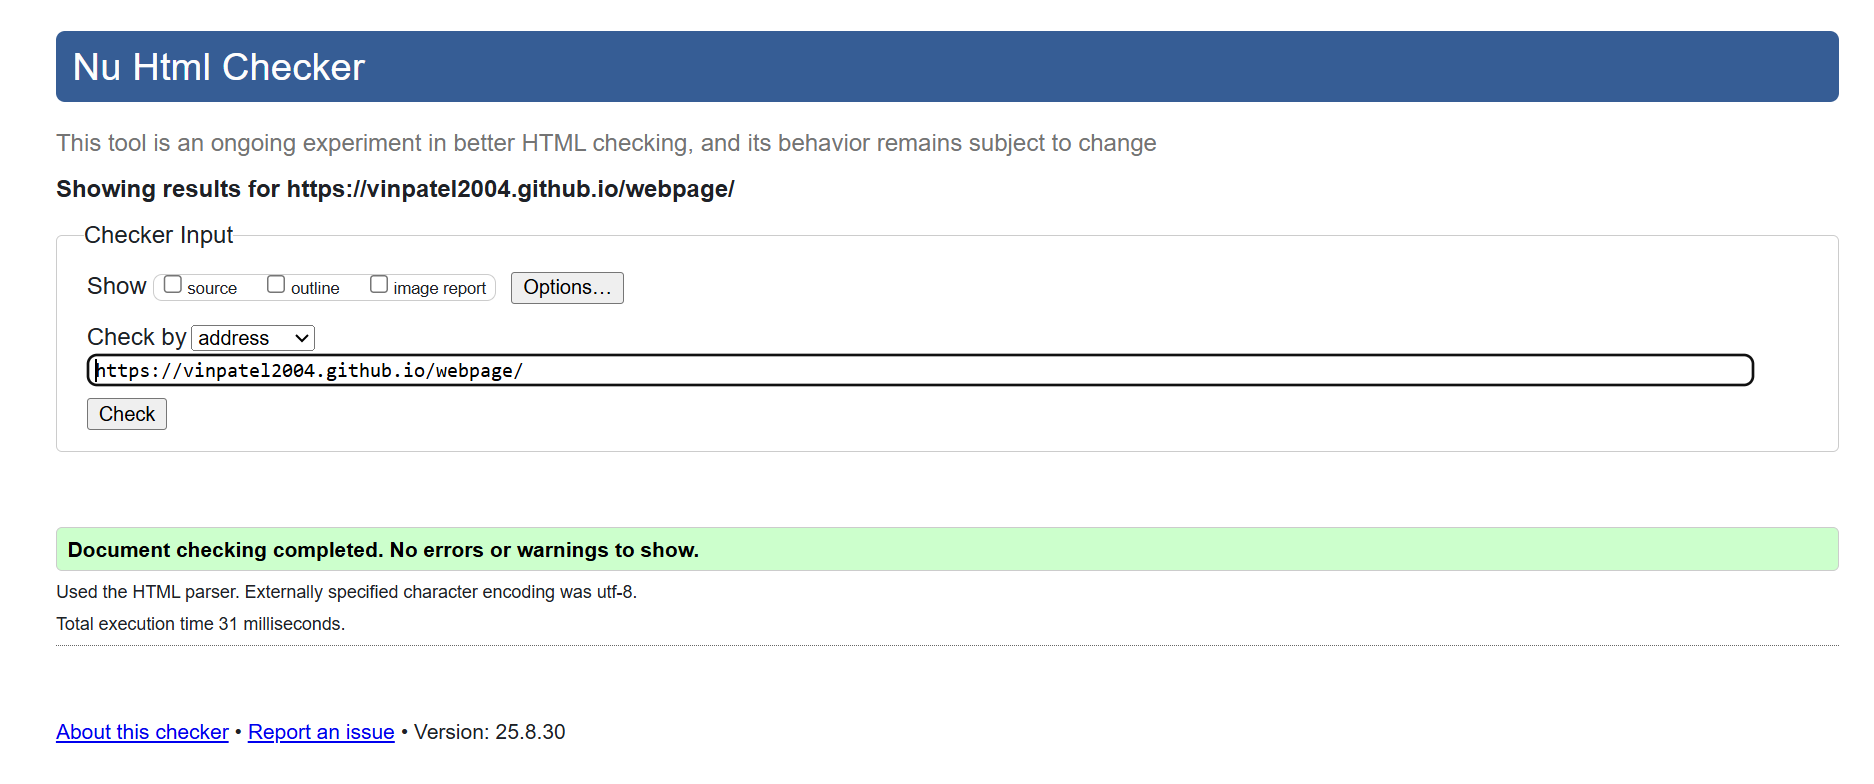 Nu Html Checker
This tool is an ongoing experiment in better HTML checking, and its behavior remains subject to change
Showing results for https://vinpatel2004.github.io/webpage/
Checker Input
Show source outline image report Options...
Check by address
https://vinpatel2004.github.io/webpage/
Check
Document checking completed. No errors or warnings to show.
Used the HTML parser. Externally specified character encoding was utf-8.
Total execution time 31 milliseconds.
About this checker • Report an issue • Version: 25.8.30